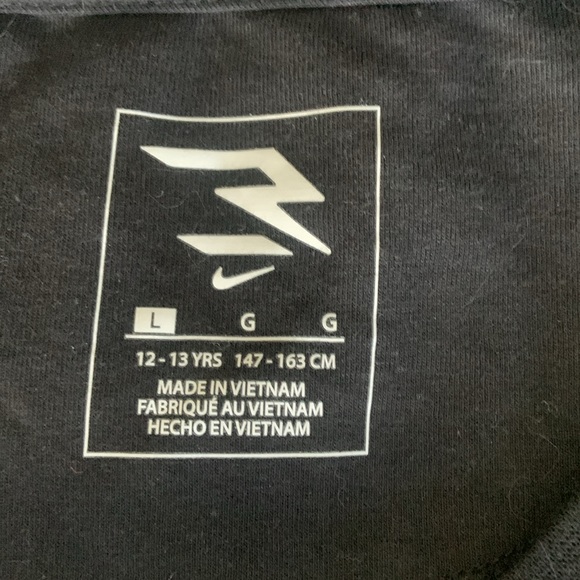 L G G
12 - 13 YRS 147 - 163 CM
MADE IN VIETNAM
FABRIQUÉ AU VIETNAM
HECHO EN VIETNAM